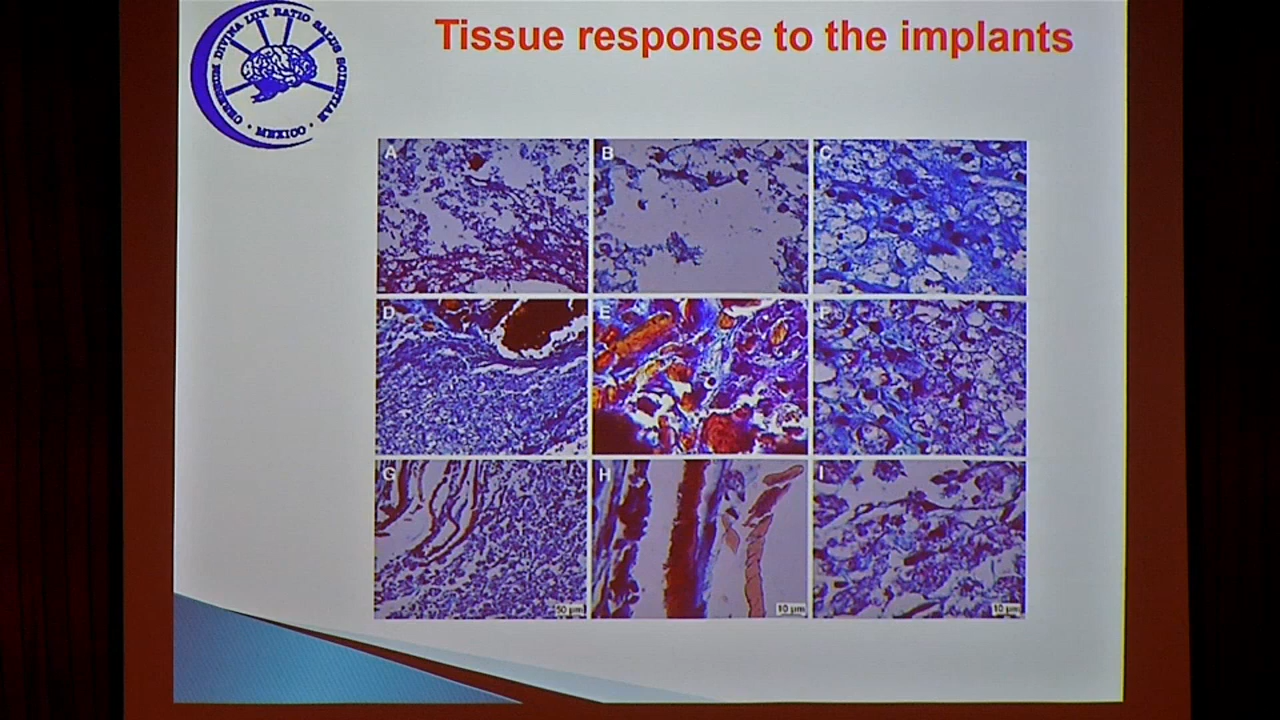 Tissue response to the implants
DIVINA LUX RATIO SALUS SCIENTIAE
MEXICO
A
B
C
D
E
F
G
H
I
50 µm
10 µm
10 µm